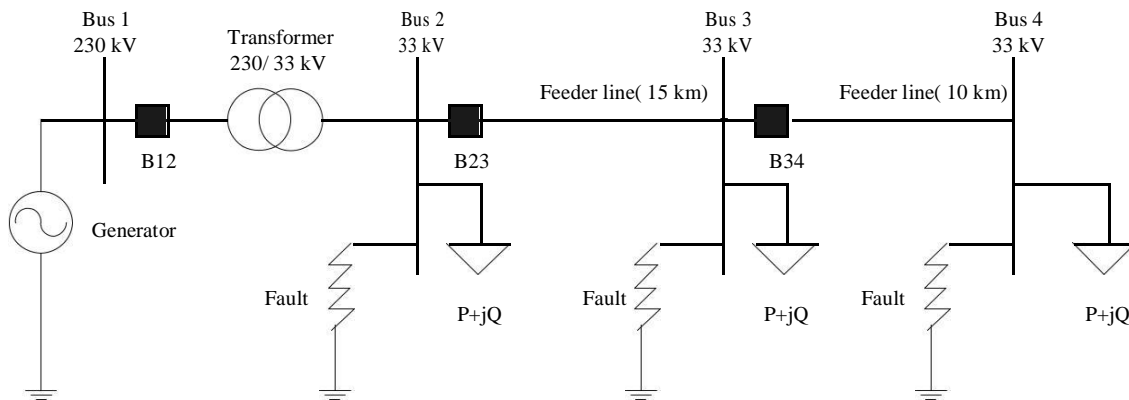 Bus 1
230 kV
Transformer
230/ 33 kV
Bus 2
33 kV
Bus 3
33 kV
Bus 4
33 kV
Feeder line( 15 km)
Feeder line( 10 km)
B12
B23
B34
Generator
Fault
P+jQ
Fault
P+jQ
Fault
P+jQ